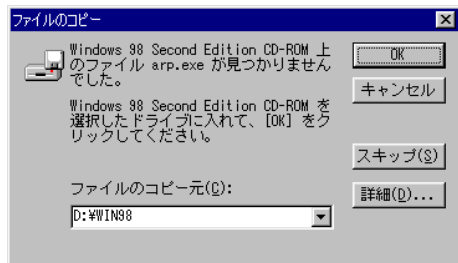 ファイルのコピー
Windows 98 Second Edition CD-ROM 上
のファイル arp.exe が見つかりません
でした。
Windows 98 Second Edition CD-ROM を
選択したドライブに入れて、[OK] をク
リックしてください。
ファイルのコピー元(C):
D:¥WIN98
OK
キャンセル
スキップ(S)
詳細(D)...